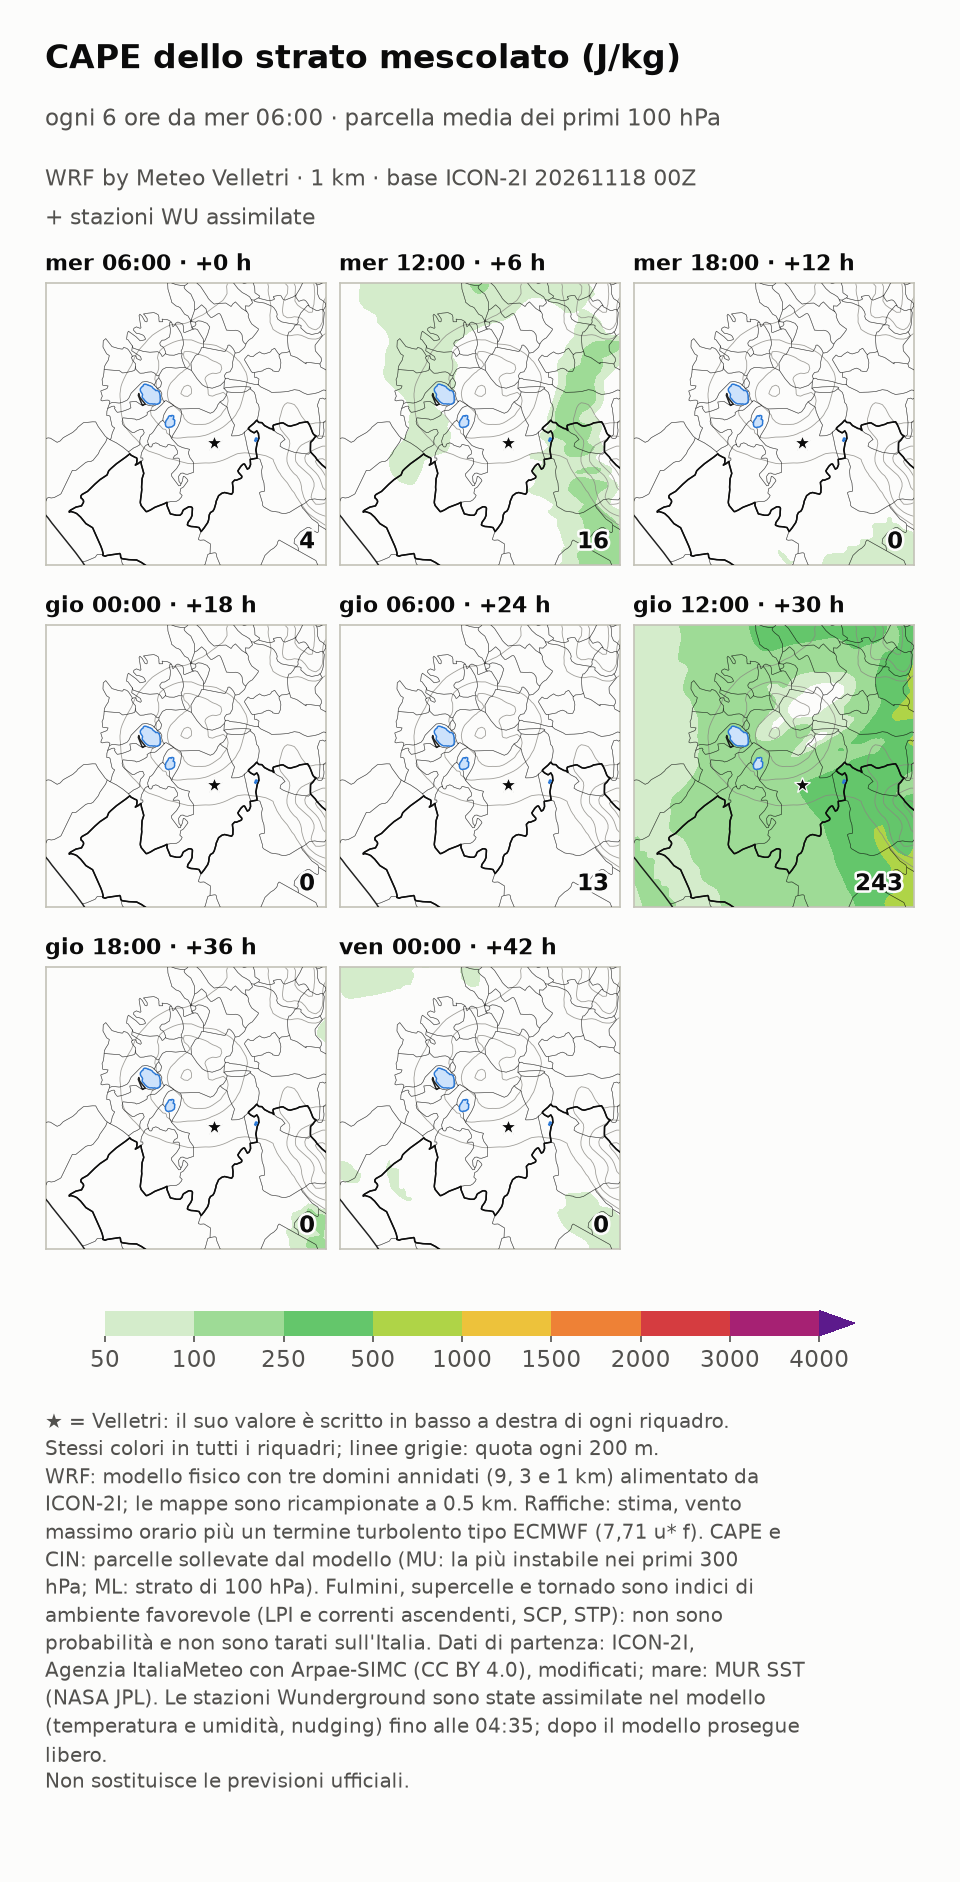 CAPE dello strato mescolato (J/kg)
ogni 6 ore da mer 06:00 · parcella media dei primi 100 hPa
WRF by Meteo Velletri · 1 km · base ICON-2I 20261118 00Z
+ stazioni WU assimilate
mer 06:00 · +0 h
mer 12:00 · +6 h
mer 18:00 · +12 h
4
16
0
gio 00:00 · +18 h
gio 06:00 · +24 h
gio 12:00 · +30 h
0
13
243
gio 18:00 · +36 h
ven 00:00 · +42 h
0
0
50 100 250 500 1000 1500 2000 3000 4000
★ = Velletri: il suo valore è scritto in basso a destra di ogni riquadro.
Stessi colori in tutti i riquadri; linee grigie: quota ogni 200 m.
WRF: modello fisico con tre domini annidati (9, 3 e 1 km) alimentato da
ICON-2I; le mappe sono ricampionate a 0.5 km. Raffiche: stima, vento
massimo orario più un termine turbolento tipo ECMWF (7,71 u* f). CAPE e
CIN: parcelle sollevate dal modello (MU: la più instabile nei primi 300
hPa; ML: strato di 100 hPa). Fulmini, supercelle e tornado sono indici di
ambiente favorevole (LPI e correnti ascendenti, SCP, STP): non sono
probabilità e non sono tarati sull'Italia. Dati di partenza: ICON-2I,
Agenzia ItaliaMeteo con Arpae-SIMC (CC BY 4.0), modificati; mare: MUR SST
(NASA JPL). Le stazioni Wunderground sono state assimilate nel modello
(temperatura e umidità, nudging) fino alle 04:35; dopo il modello prosegue
libero.
Non sostituisce le previsioni ufficiali.